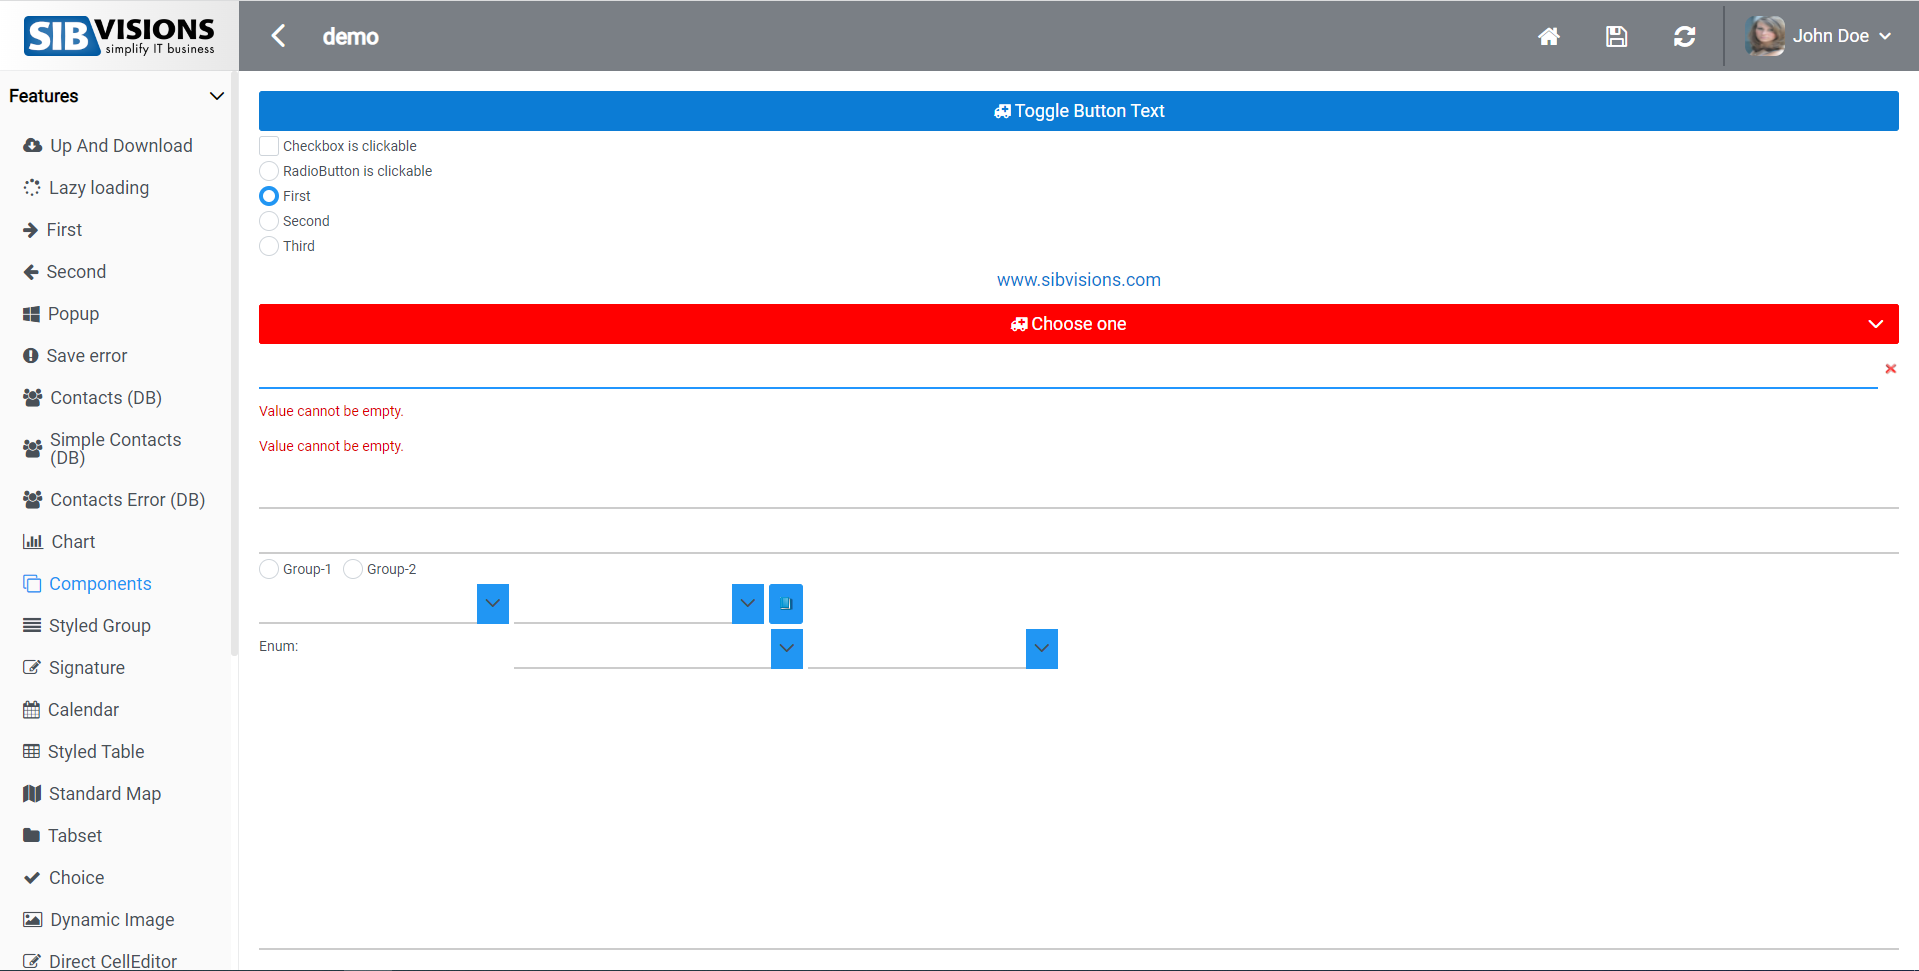 SIBVISIONS
simplify IT business
demo
John Doe
Features
Up And Download
Lazy loading
First
Second
Popup
Save error
Contacts (DB)
Simple Contacts
(DB)
Contacts Error (DB)
Chart
Components
Styled Group
Signature
Calendar
Styled Table
Standard Map
Tabset
Choice
Dynamic Image
Direct CellEditor
Toggle Button Text
Checkbox is clickable
RadioButton is clickable
First
Second
Third
www.sibvisions.com
Choose one
Value cannot be empty.
Value cannot be empty.
Group-1 Group-2
Enum: